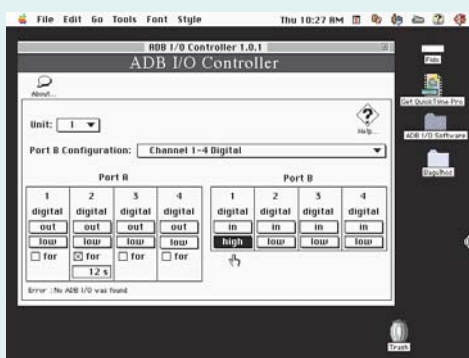 File Edit Go Tools Font Style Thu 10:27 AM
ADB I/O Controller 1.0.1
ADB I/O Controller
About...
Help...
Unit: 1
Port B Configuration: Channel 1-4 Digital
Port A Port B
1 2 3 4 1 2 3 4
digital digital digital digital digital digital digital digital
out out out out in in in in
low low low low high low low low
for for for for
12 s
Error : No ADB I/O was found
Get QuickTime Pro
ADB I/O Software
Trash